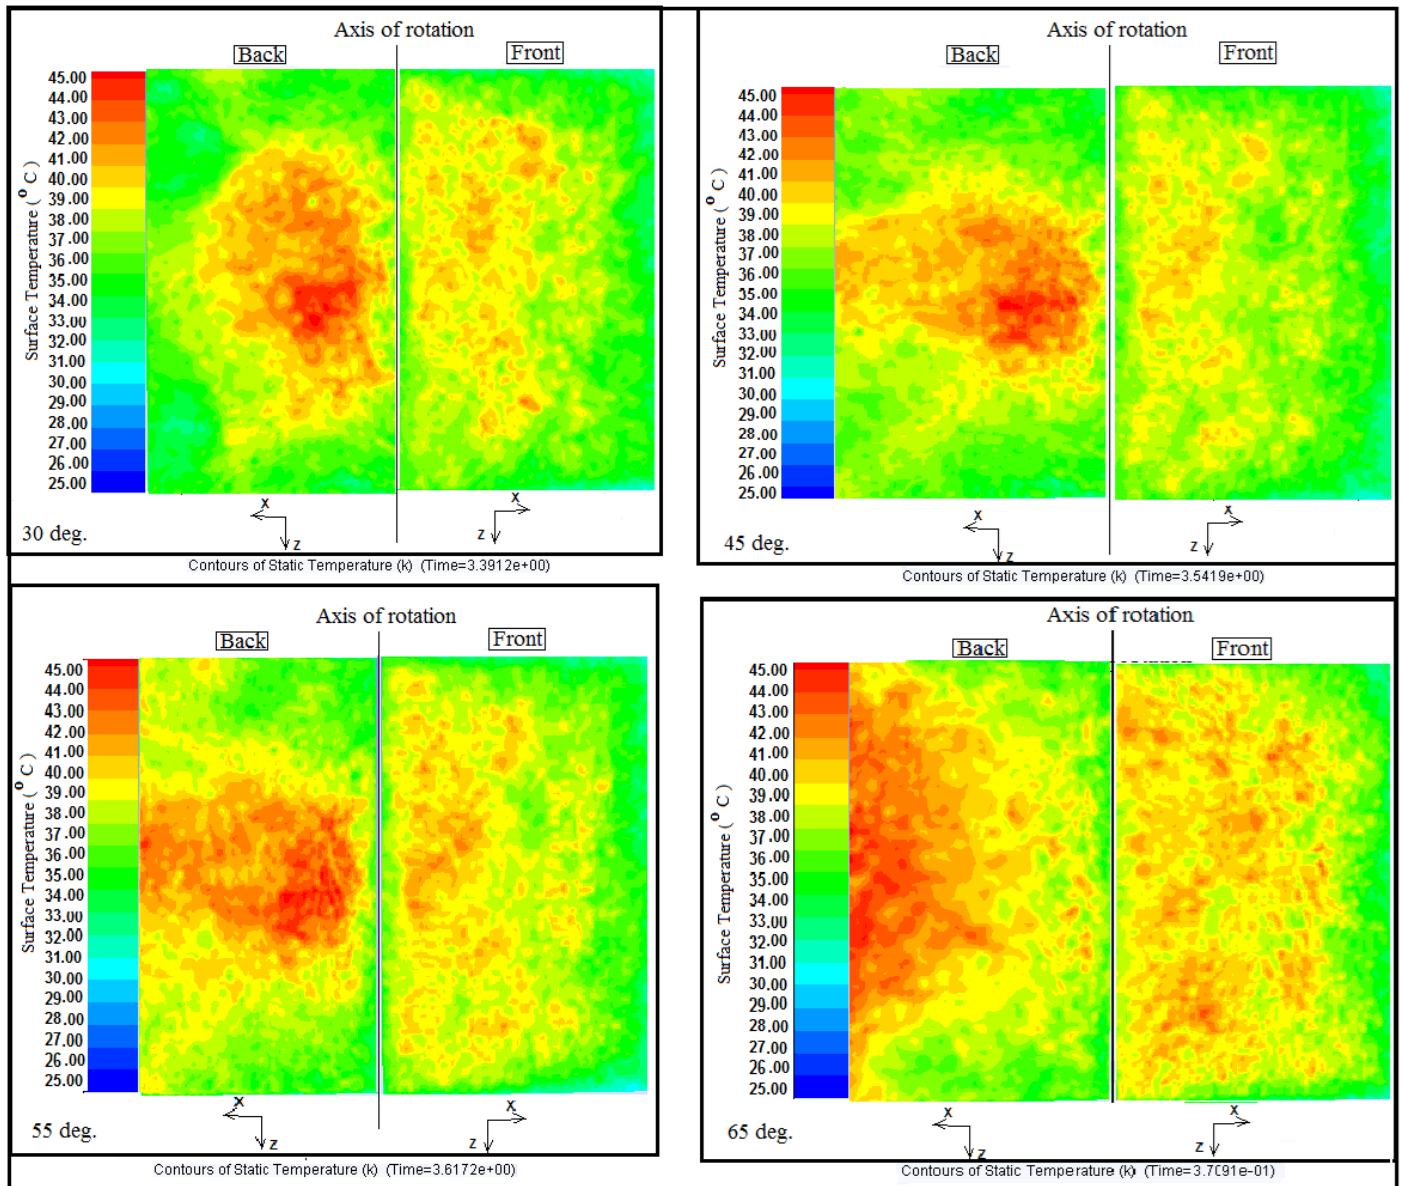 Axis of rotation
Back
Front
45.00
44.00
43.00
42.00
41.00
40.00
39.00
38.00
37.00
36.00
35.00
34.00
33.00
32.00
31.00
30.00
29.00
28.00
27.00
26.00
25.00
Surface Temperature ( o C )
X
Z
X
Z
30 deg.
Contours of Static Temperature (k) (Time=3.3912e+00)
Axis of rotation
Back
Front
45.00
44.00
43.00
42.00
41.00
40.00
39.00
38.00
37.00
36.00
35.00
34.00
33.00
32.00
31.00
30.00
29.00
28.00
27.00
26.00
25.00
Surface Temperature ( o C )
X
Z
X
Z
45 deg.
Contours of Static Temperature (k) (Time=3.5419e+00)
Axis of rotation
Back
Front
45.00
44.00
43.00
42.00
41.00
40.00
39.00
38.00
37.00
36.00
35.00
34.00
33.00
32.00
31.00
30.00
29.00
28.00
27.00
26.00
25.00
Surface Temperature ( o C )
X
Z
X
Z
55 deg.
Contours of Static Temperature (k) (Time=3.6172e+00)
Axis of rotation
Back
Front
45.00
44.00
43.00
42.00
41.00
40.00
39.00
38.00
37.00
36.00
35.00
34.00
33.00
32.00
31.00
30.00
29.00
28.00
27.00
26.00
25.00
Surface Temperature ( o C )
X
Z
X
Z
65 deg.
Contours of Static Temperature (k) (Time=3.7091e-01)